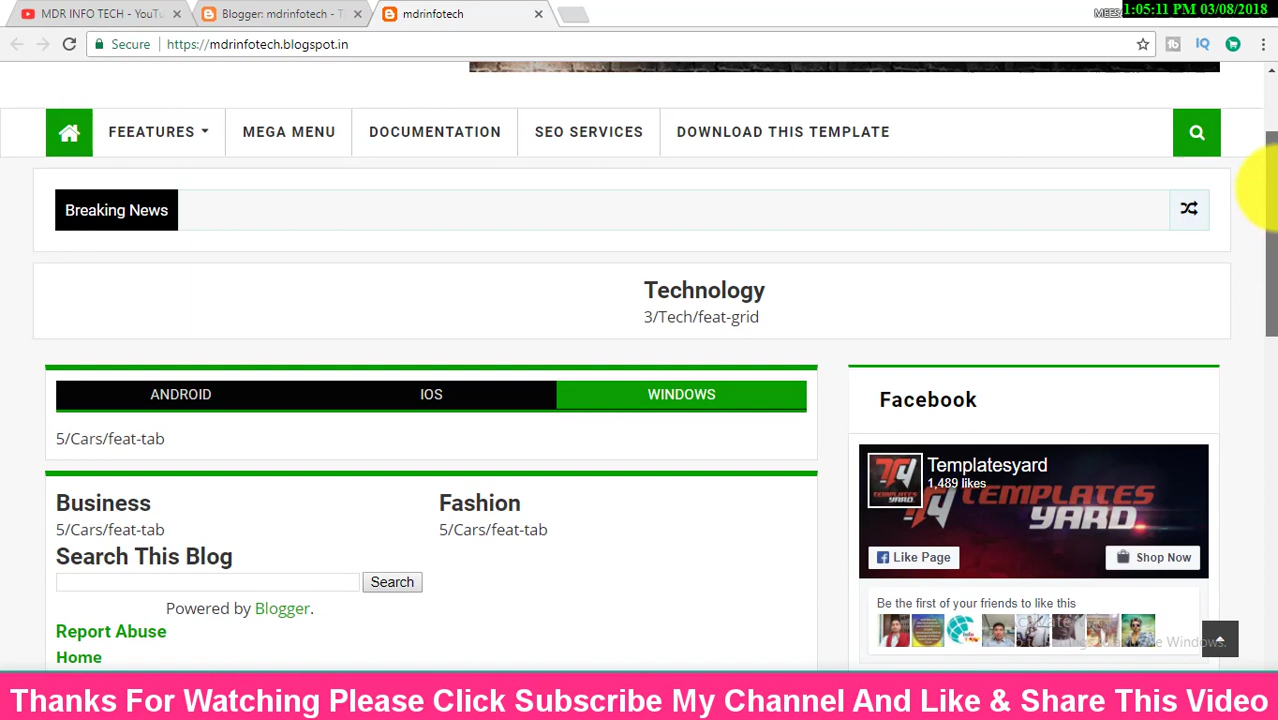 MDR INFO TECH - YouTu
Blogger: mdrinfotech - T
mdrinfotech
1:05:11 PM 03/08/2018
Secure
https://mdrinfotech.blogspot.in
FEEATURES
MEGA MENU
DOCUMENTATION
SEO SERVICES
DOWNLOAD THIS TEMPLATE
Breaking News
Technology
3/Tech/feat-grid
ANDROID
IOS
WINDOWS
5/Cars/feat-tab
Facebook
Templatesyard
1,489 likes
TEMPLATES
YARD
Like Page
Shop Now
Business
5/Cars/feat-tab
Fashion
5/Cars/feat-tab
Search This Blog
Search
Powered by Blogger.
Report Abuse
Home
Be the first of your friends to like this
Windows.
Thanks For Watching Please Click Subscribe My Channel And Like & Share This Video